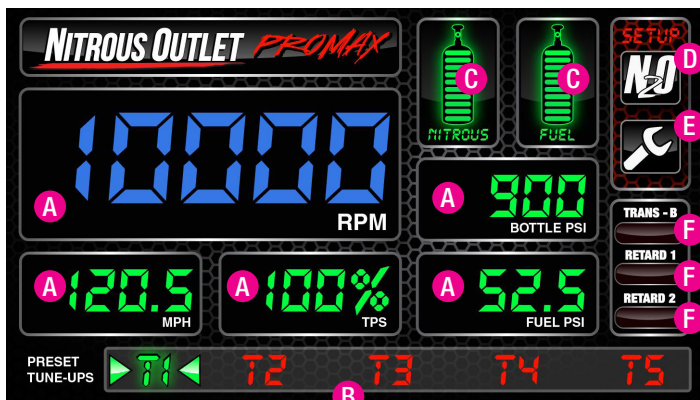 NITROUS OUTLET PROMAX
C
NITROUS
C
FUEL
SETUP
D
N2O
E
A
10000
RPM
A
900
BOTTLE PSI
TRANS - B
F
RETARD 1
F
RETARD 2
F
A
120.5
MPH
A
100%
TPS
A
52.5
FUEL PSI
PRESET
TUNE-UPS
T1 T2 T3 T4 T5
B